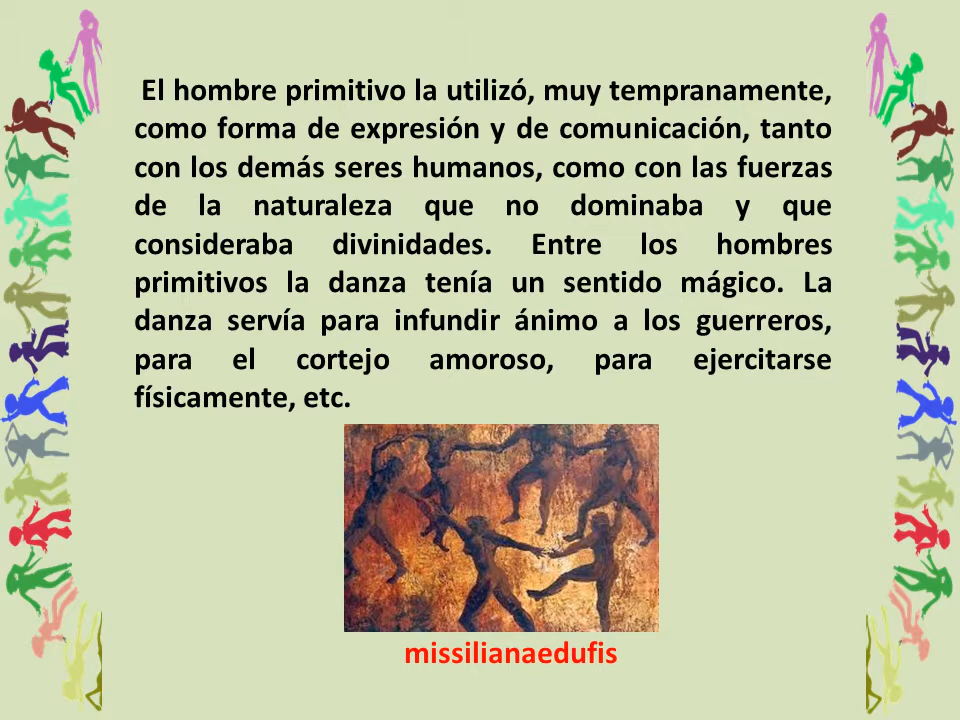 El hombre primitivo la utilizó, muy tempranamente,
como forma de expresión y de comunicación, tanto
con los demás seres humanos, como con las fuerzas
de la naturaleza que no dominaba y que
consideraba divinidades. Entre los hombres
primitivos la danza tenía un sentido mágico. La
danza servía para infundir ánimo a los guerreros,
para el cortejo amoroso, para ejercitarse
físicamente, etc.
missilianaedufis